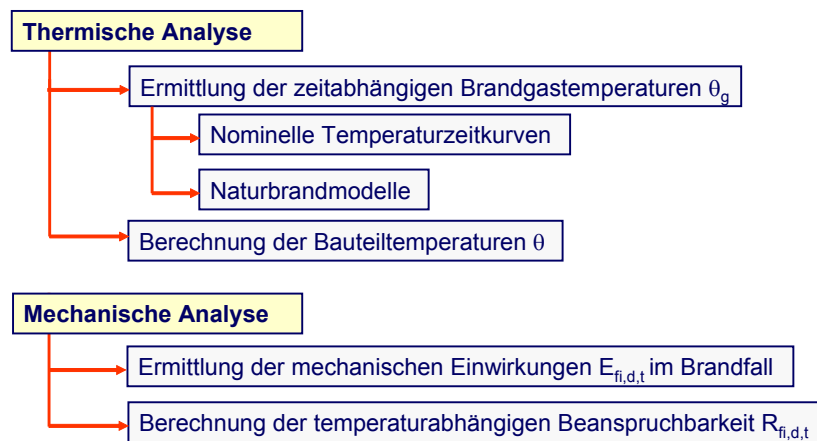 Thermische Analyse
Ermittlung der zeitabhängigen Brandgastemperaturen θg
Nominelle Temperaturzeitkurven
Naturbrandmodelle
Berechnung der Bauteiltemperaturen θ
Mechanische Analyse
Ermittlung der mechanischen Einwirkungen Efi,d,t im Brandfall
Berechnung der temperaturabhängigen Beanspruchbarkeit Rfi,d,t